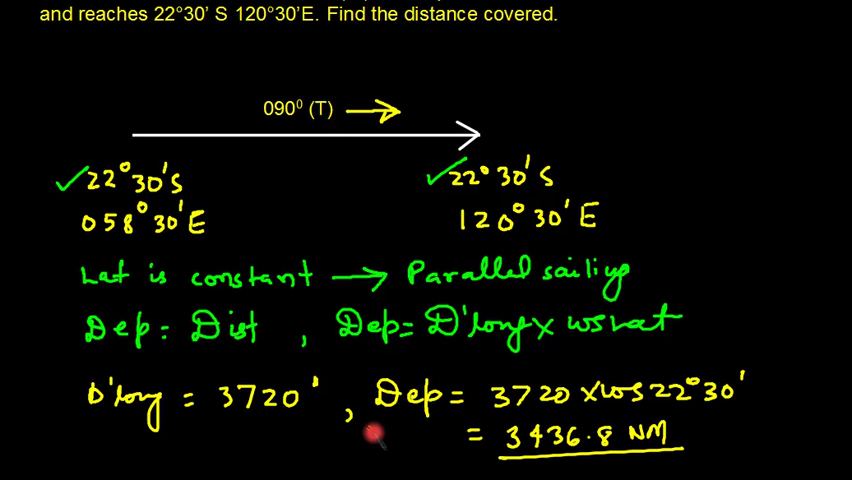 and reaches 22°30' S 120°30'E. Find the distance covered.
090⁰ (T)
22°30'S 22°30'S
058°30'E 120°30'E
Lat is constant → Parallel sailing
Dep = Dist , Dep = D'long x cos Lat
D'long = 3720' , Dep = 3720 x cos 22°30'
= 3436.8 NM